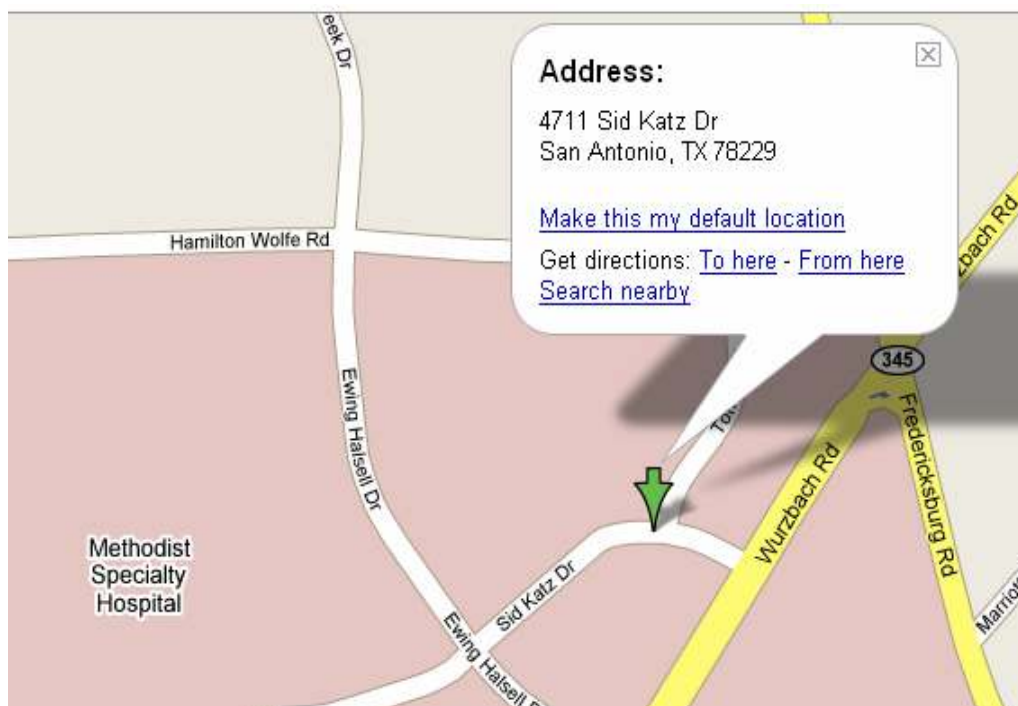 Address:
4711 Sid Katz Dr
San Antonio, TX 78229
Make this my default location
Get directions: To here - From here
Search nearby
Hamilton Wolfe Rd
Ewing Halsell Dr
345
Fredericksburg Rd
Wurzbach Rd
Methodist
Specialty
Hospital
Sid Katz Dr
Ewing Halsell